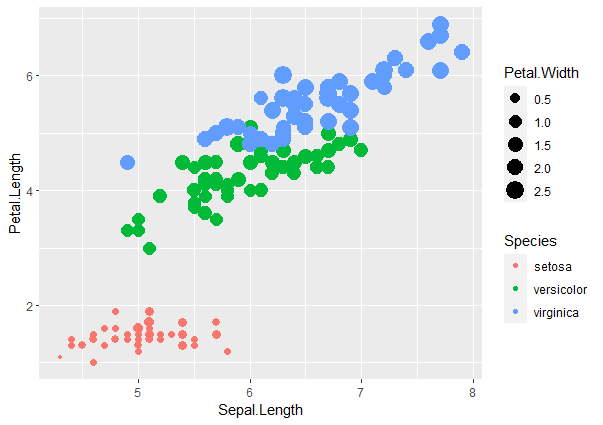 6
4
2
Petal.Length
5
6
7
8
Sepal.Length
Petal.Width
0.5
1.0
1.5
2.0
2.5
Species
setosa
versicolor
virginica